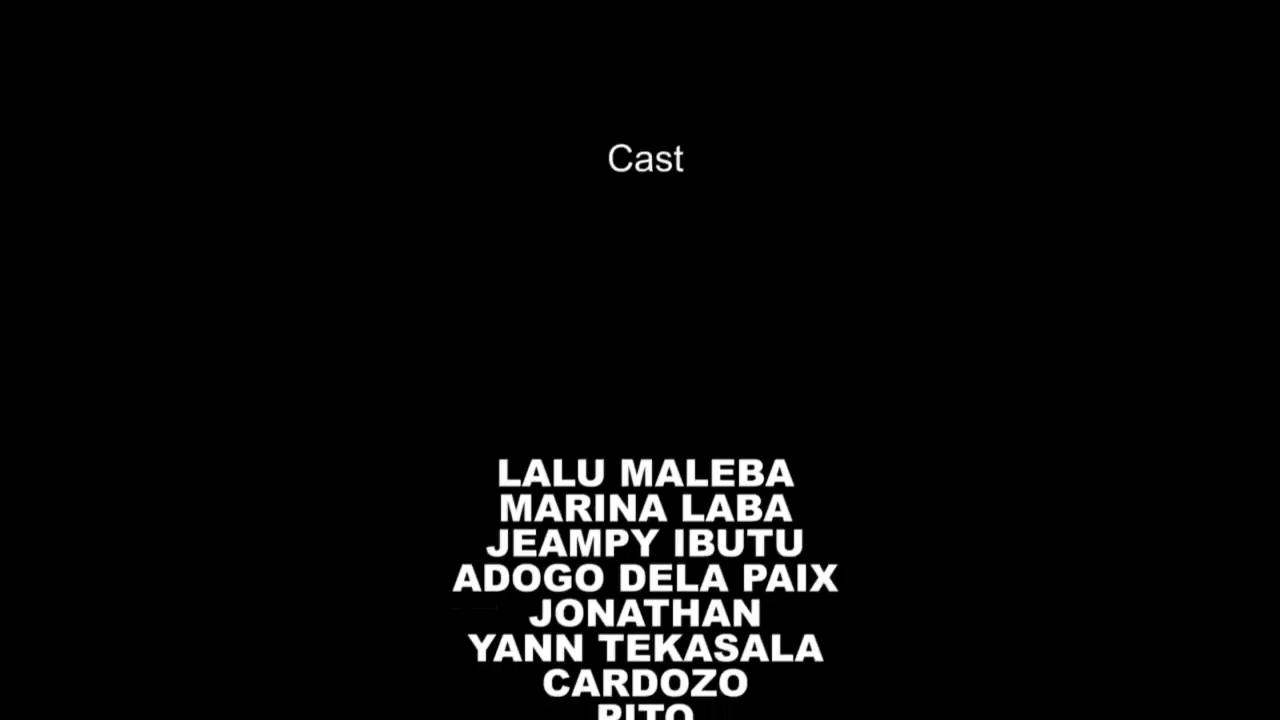 Cast
LALU MALEBA
MARINA LABA
JEAMPY IBUTU
ADOGO DELA PAIX
JONATHAN
YANN TEKASALA
CARDOZO